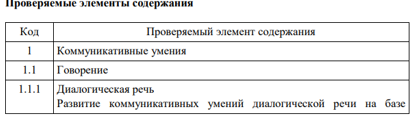 Проверяемые элементы содержания
Код Проверяемый элемент содержания
1 Коммуникативные умения
1.1 Говорение
1.1.1 Диалогическая речь
Развитие коммуникативных умений диалогической речи на базе